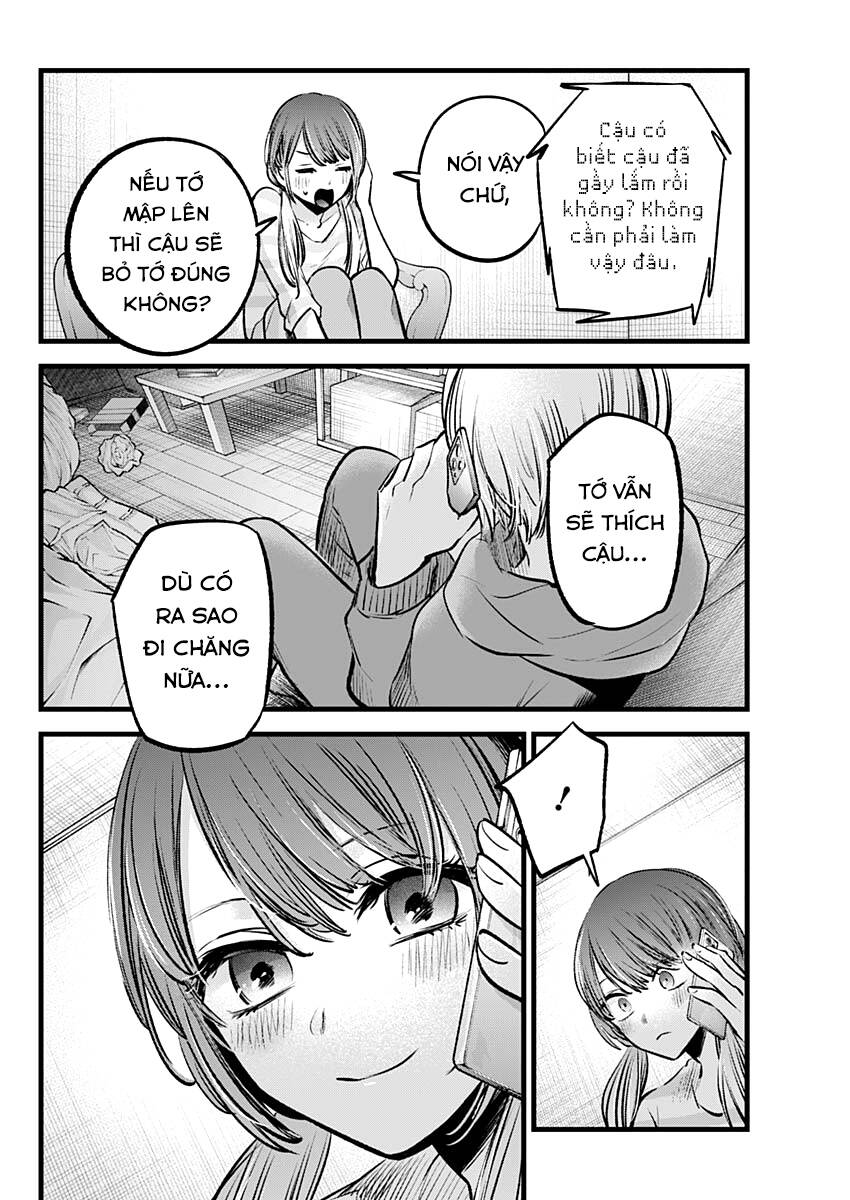 Cậu có
biết cậu đã
gầy lắm rồi
không? Không
cần phải làm
vậy đâu.
NÓI VẬY
CHỨ,
NẾU TỚ
MẬP LÊN
THÌ CẬU SẼ
BỎ TỚ ĐÚNG
KHÔNG?
TỚ VẪN
SẼ THÍCH
CẬU...
DÙ CÓ
RA SAO
ĐI CHĂNG
NỮA...
!